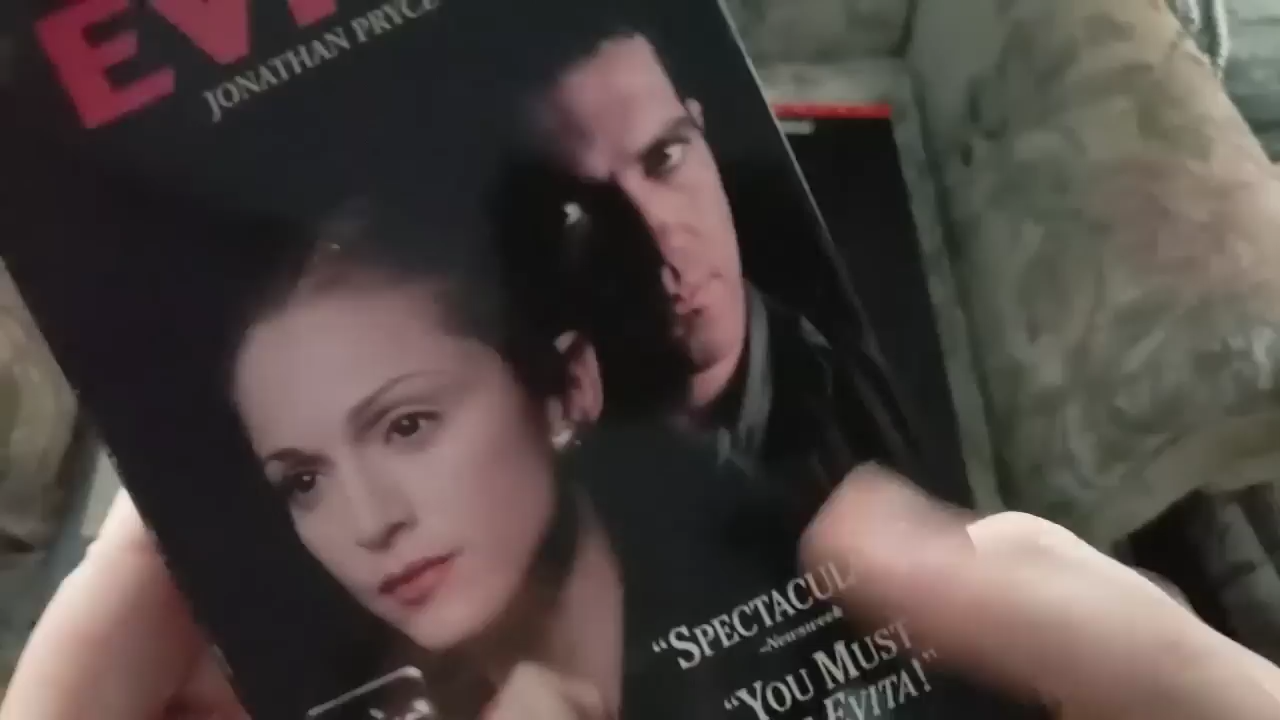 EVI
JONATHAN PRYCE
“SPECTACUL
–Newsweek
“YOU MUST
EVITA!”